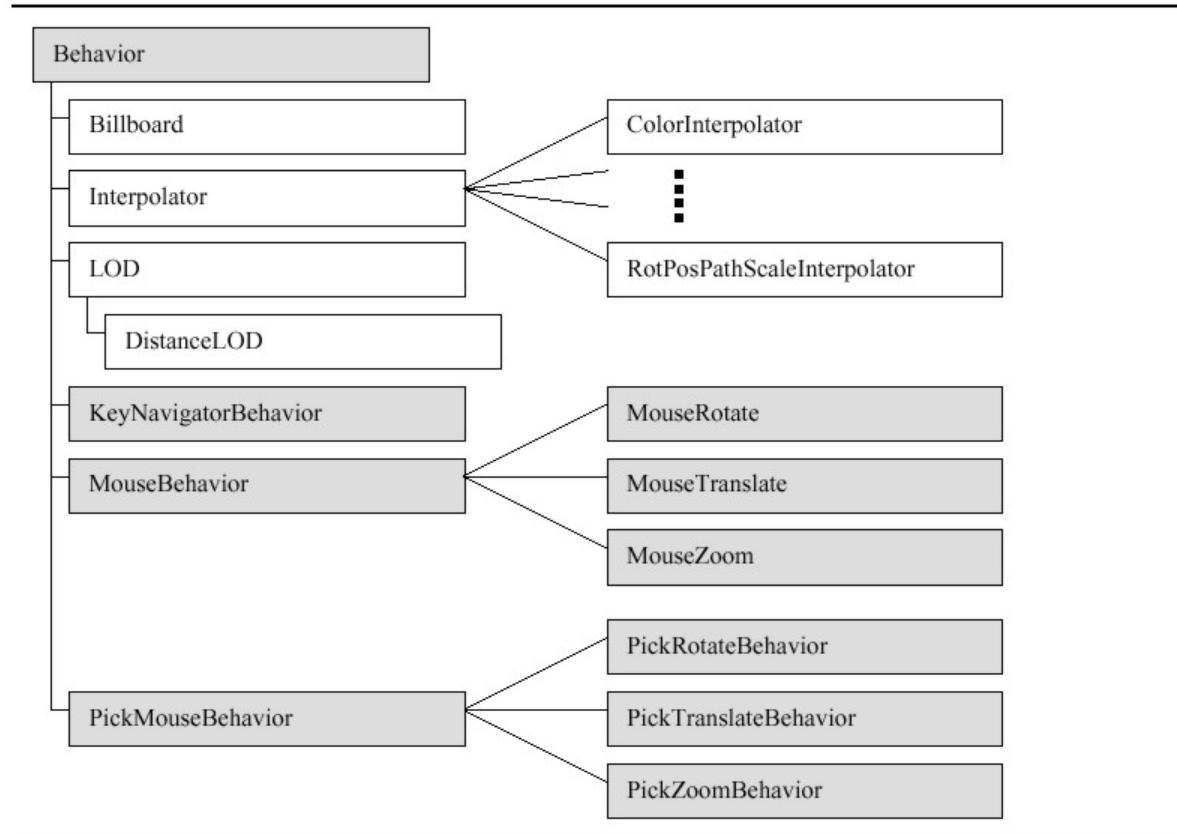 Behavior
Billboard
ColorInterpolator
Interpolator
LOD
RotPosPathScaleInterpolator
DistanceLOD
KeyNavigatorBehavior
MouseRotate
MouseBehavior
MouseTranslate
MouseZoom
PickRotateBehavior
PickMouseBehavior
PickTranslateBehavior
PickZoomBehavior